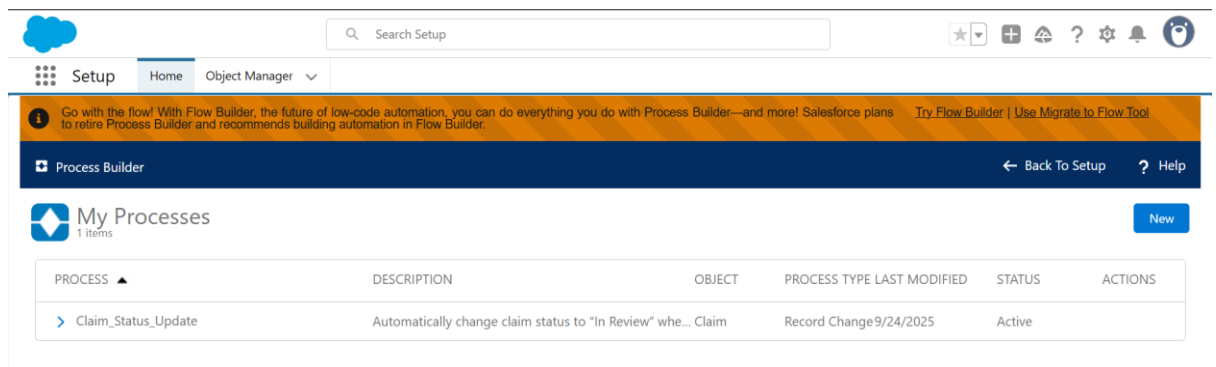 Search Setup
Setup Home Object Manager
Go with the flow! With Flow Builder, the future of low-code automation, you can do everything you do with Process Builder—and more! Salesforce plans Try Flow Builder | Use Migrate to Flow Tool
to retire Process Builder and recommends building automation in Flow Builder.
Process Builder Back To Setup ? Help
My Processes
1 items
New
PROCESS DESCRIPTION OBJECT PROCESS TYPE LAST MODIFIED STATUS ACTIONS
Claim_Status_Update Automatically change claim status to "In Review" whe... Claim Record Change 9/24/2025 Active